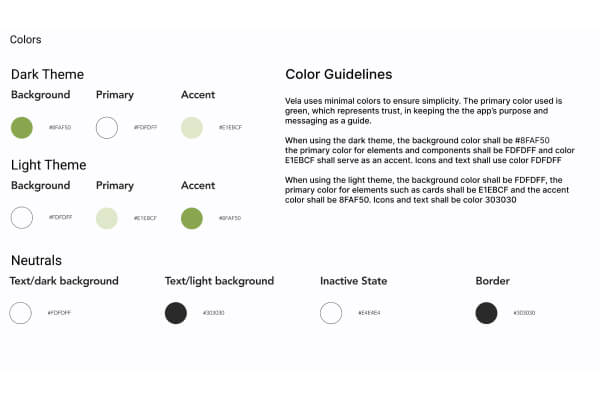 Colors
Dark Theme
Background Primary Accent
#8FAF50 #FDFDFF #E1EBCF
Light Theme
Background Primary Accent
#FDFDFF #E1EBCF #8FAF50
Color Guidelines
Vela uses minimal colors to ensure simplicity. The primary color used is
green, which represents trust, in keeping the the app's purpose and
messaging as a guide.
When using the dark theme, the background color shall be #8FAF50
the primary color for elements and components shall be FDFDFF and color
E1EBCF shall serve as an accent. Icons and text shall use color FDFDFF
When using the light theme, the background color shall be FDFDFF, the
primary color for elements such as cards shall be E1EBCF and the accent
color shall be 8FAF50. Icons and text shall be color 303030
Neutrals
Text/dark background Text/light background Inactive State Border
#FDFDFF #303030 #E4E4E4 #303030